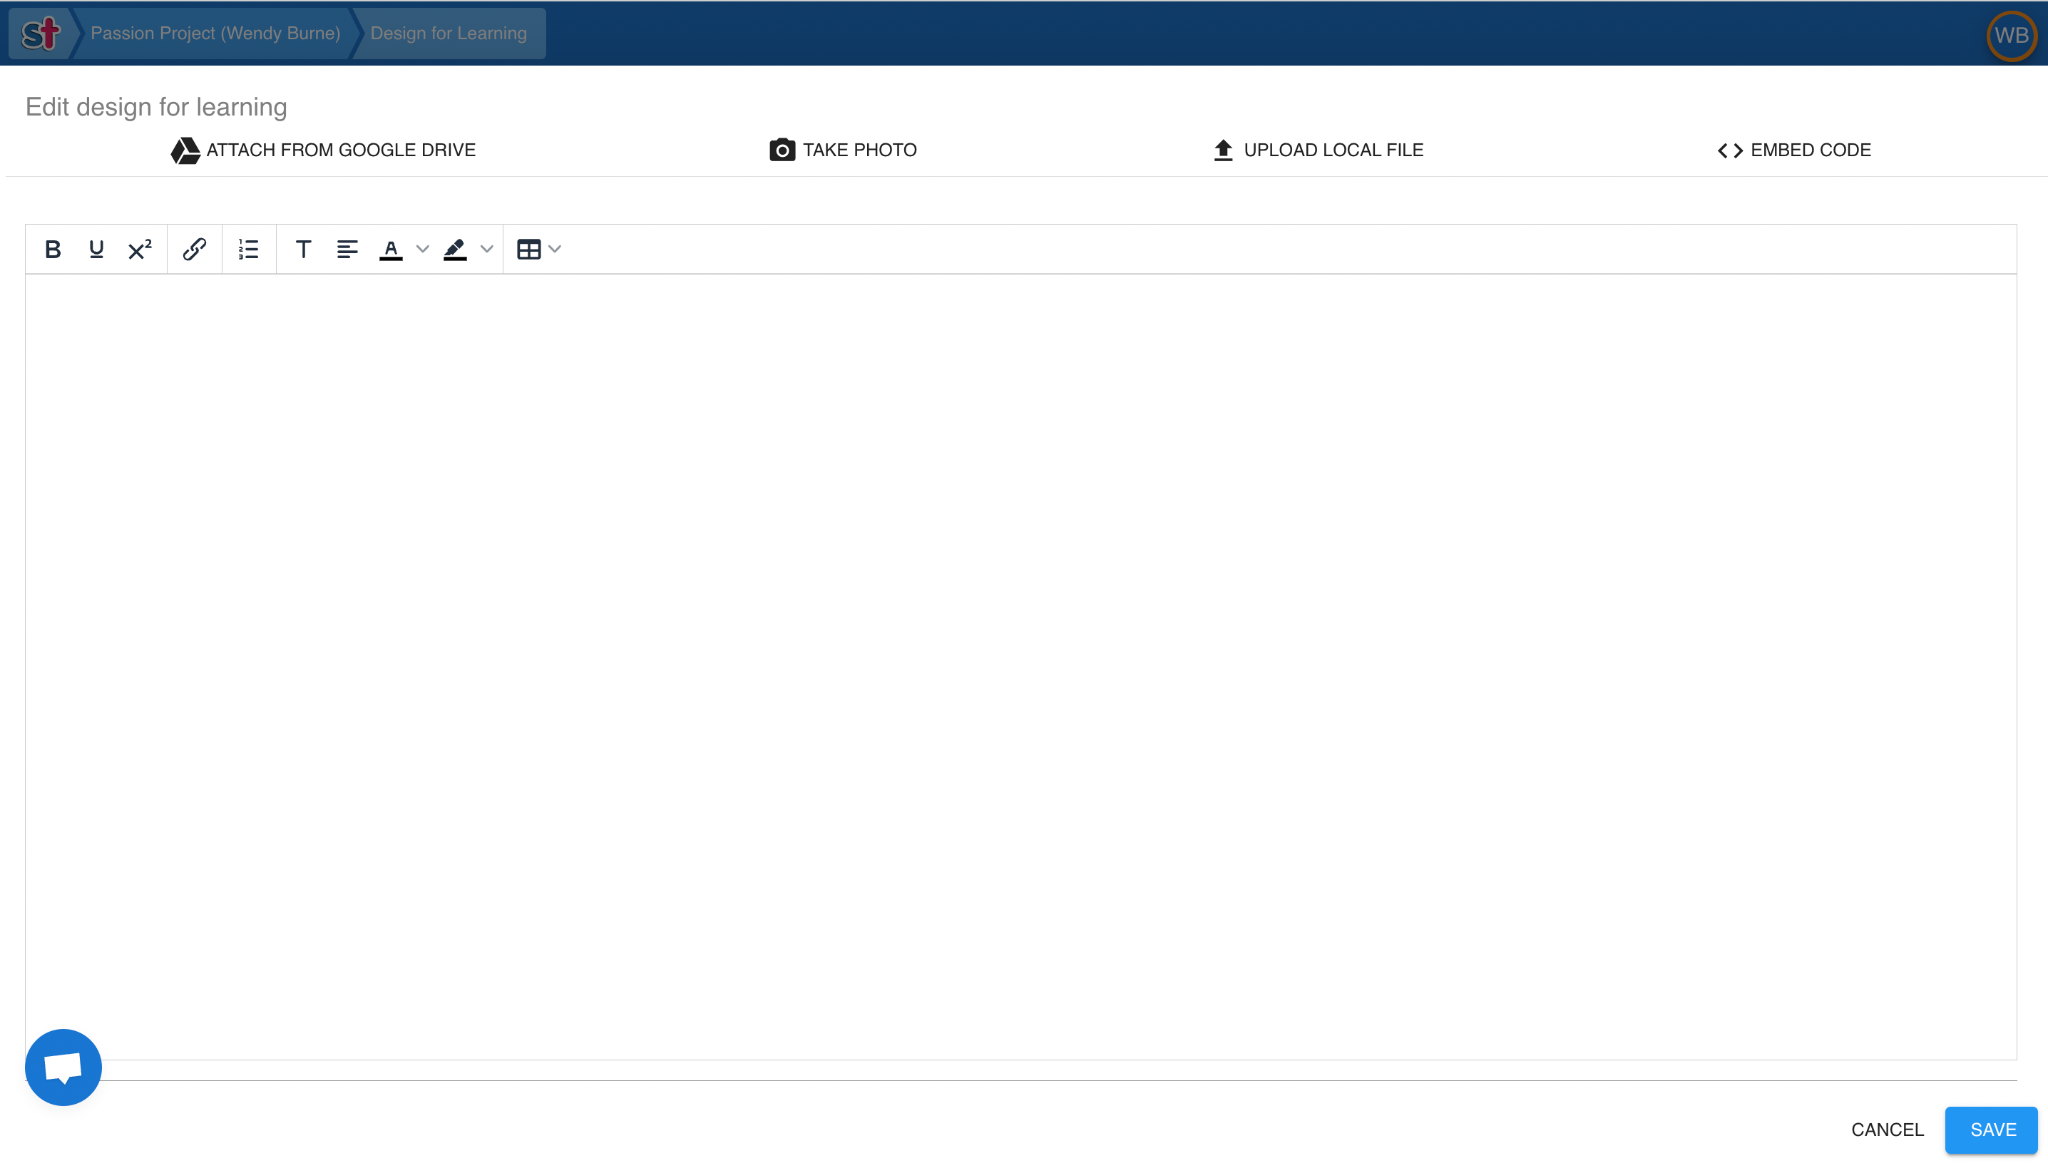 st Passion Project (Wendy Burne) Design for Learning WB
Edit design for learning
ATTACH FROM GOOGLE DRIVE TAKE PHOTO UPLOAD LOCAL FILE EMBED CODE
B U X² T A
CANCEL SAVE